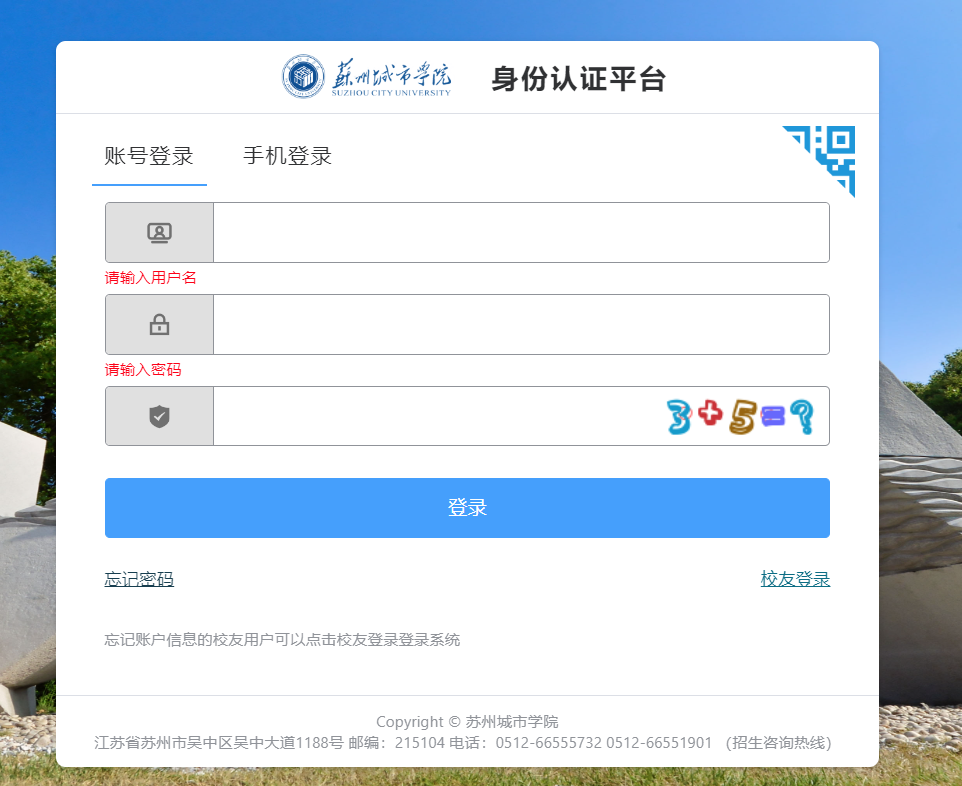 蘇州城市学院
SUZHOU CITY UNIVERSITY
身份认证平台
账号登录 手机登录
请输入用户名
请输入密码
3+5=?
登录
忘记密码 校友登录
忘记账户信息的校友用户可以点击校友登录登录系统
Copyright © 苏州城市学院
江苏省苏州市吴中区吴中大道1188号 邮编：215104 电话：0512-66555732 0512-66551901 （招生咨询热线）